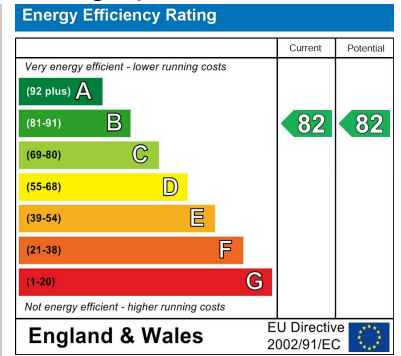 Energy Efficiency Rating
Current Potential
Very energy efficient - lower running costs
(92 plus) A
(81-91) B 82 82
(69-80) C
(55-68) D
(39-54) E
(21-38) F
(1-20) G
Not energy efficient - higher running costs
England & Wales
EU Directive
2002/91/EC